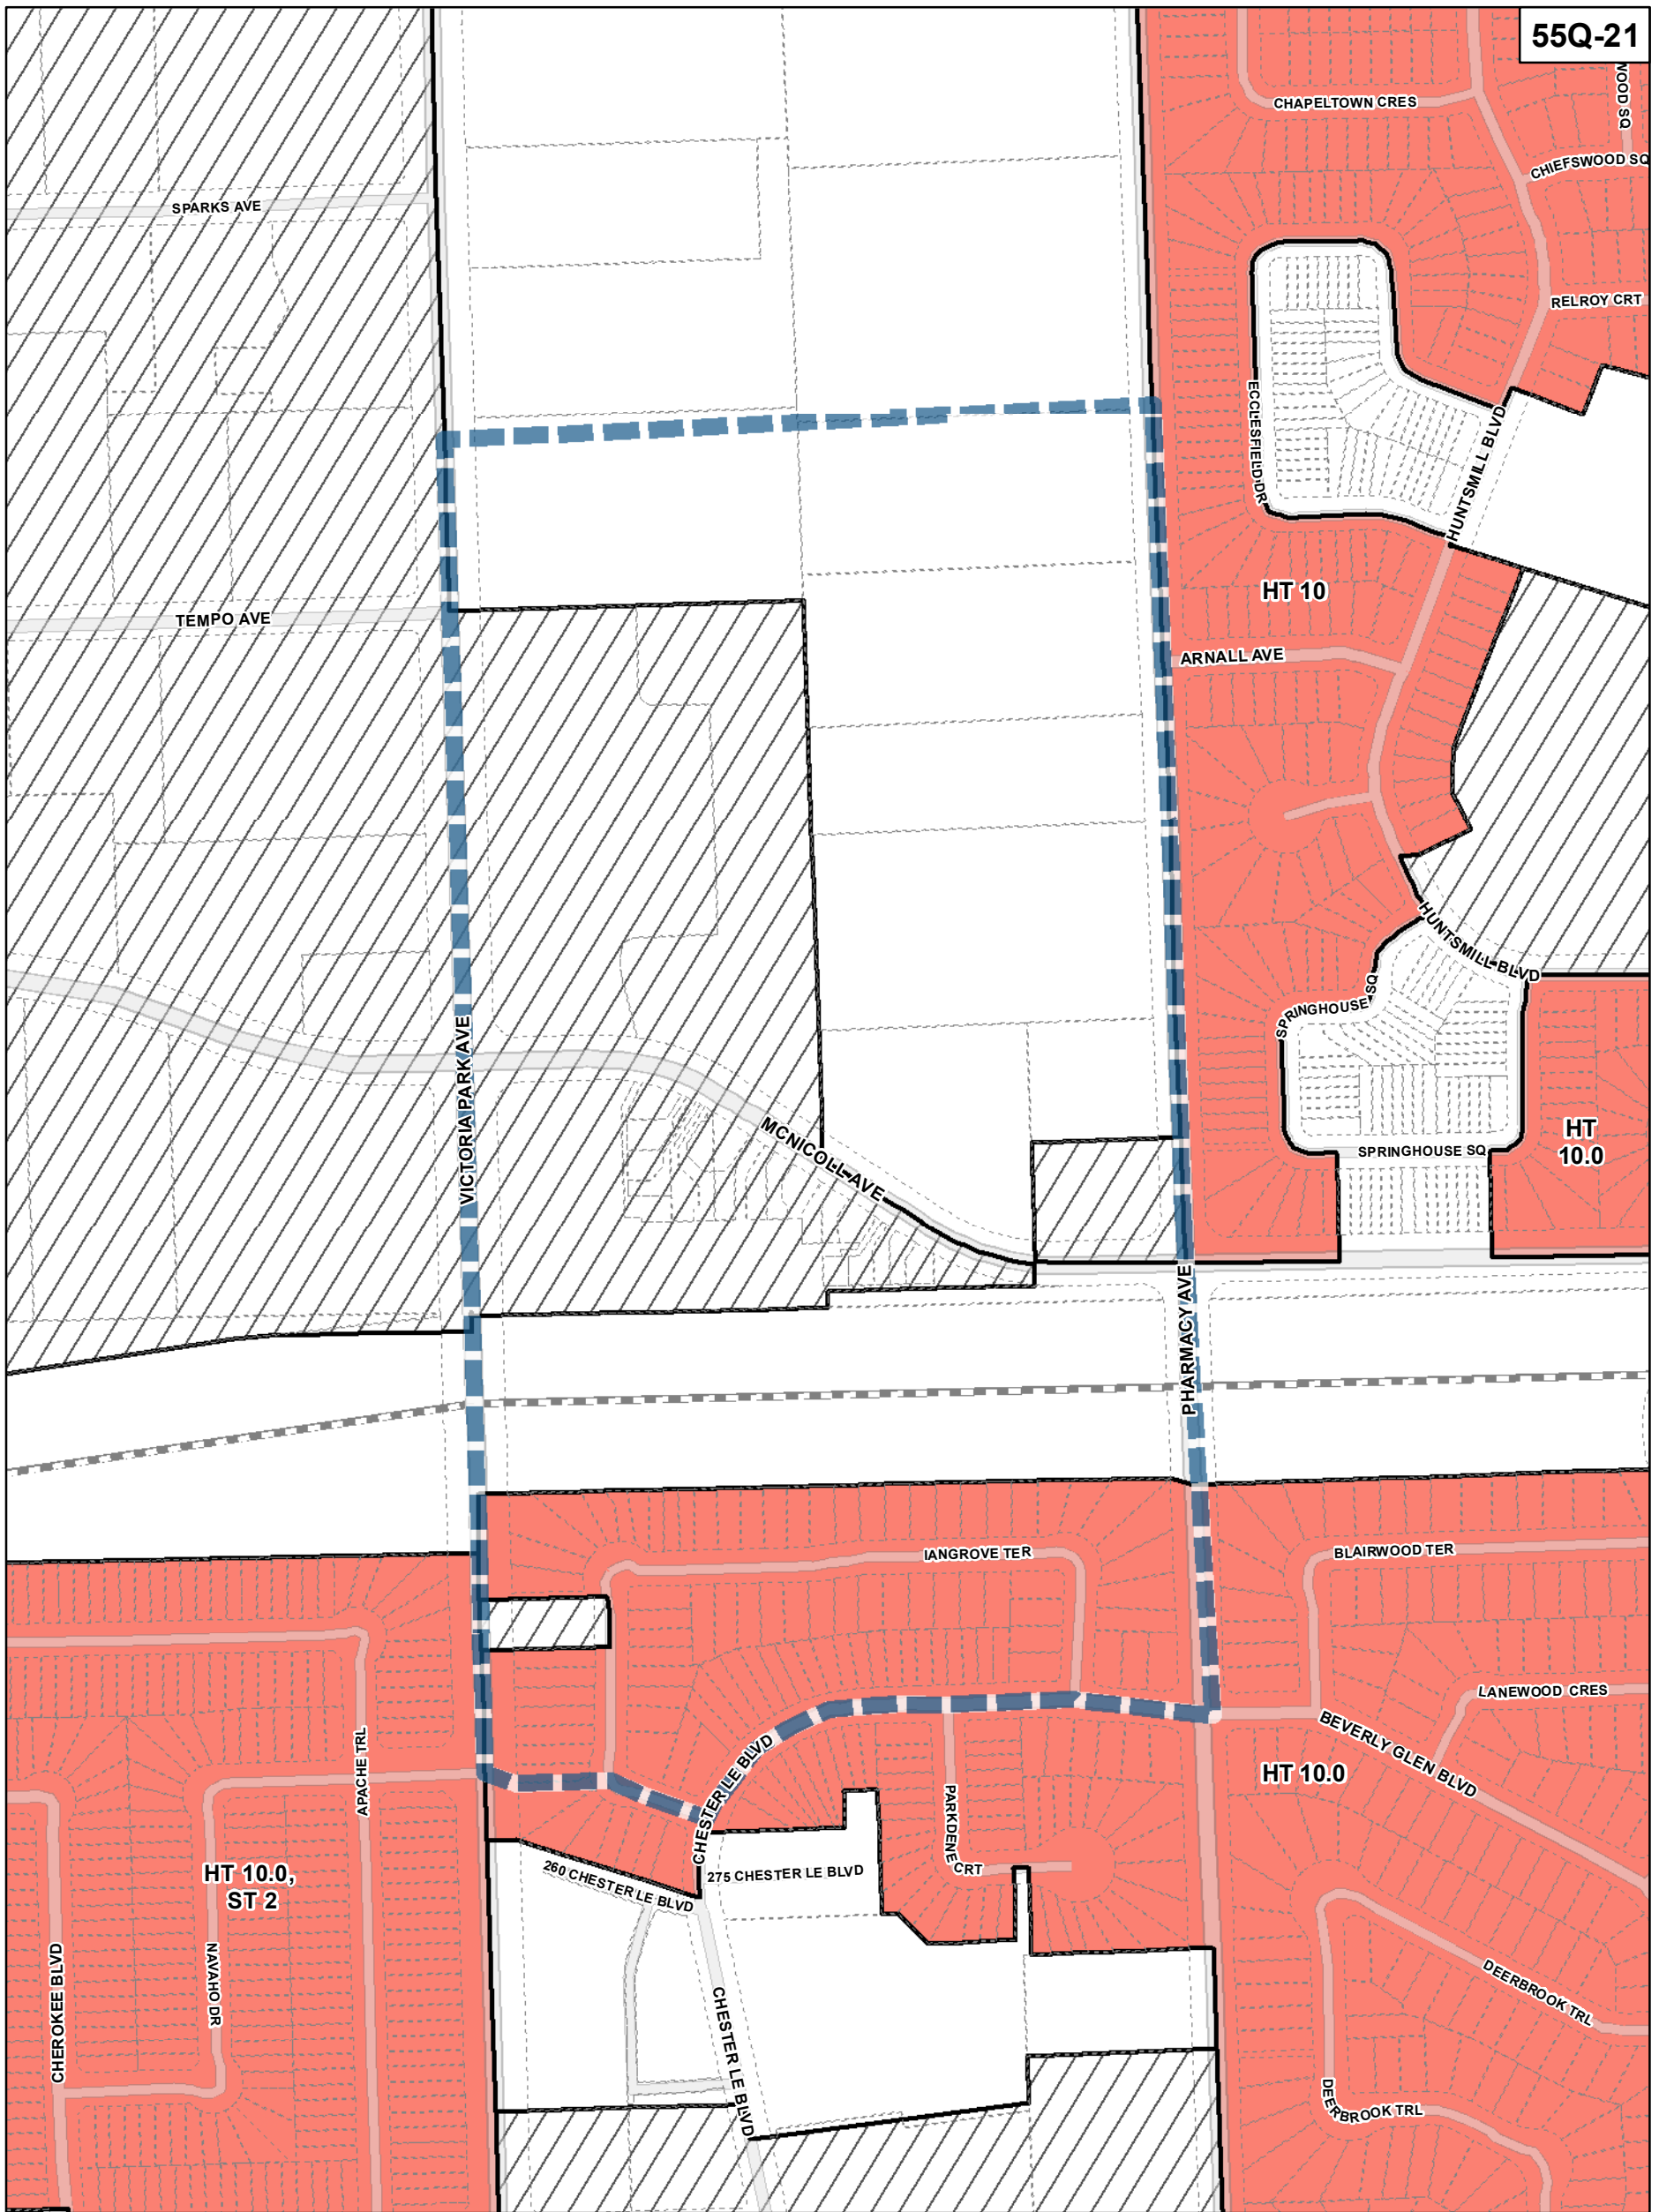 55Q-21
WOOD SQ
CHAPELTOWN CRES
CHIEFSWOOD SQ
SPARKS AVE
RELROY CRT
ECCLESFIELD DR
HUNTSMILL BLVD
HT 10
TEMPO AVE
ARNALL AVE
HUNTSMILL BLVD
SPRINGHOUSE SQ
VICTORIA PARK AVE
MCNICOLL AVE
HT
10.0
SPRINGHOUSE SQ
PHARMACY AVE
IANGROVE TER
BLAIRWOOD TER
LANEWOOD CRES
BEVERLY GLEN BLVD
CHESTER LE BLVD
APACHE TRL
HT 10.0
PARKDENE CRT
HT 10.0,
ST 2
260 CHESTER LE BLVD
275 CHESTER LE BLVD
CHEROKEE BLVD
NAVAHO DR
CHESTER LE BLVD
DEERBROOK TRL
DEERBROOK TRL